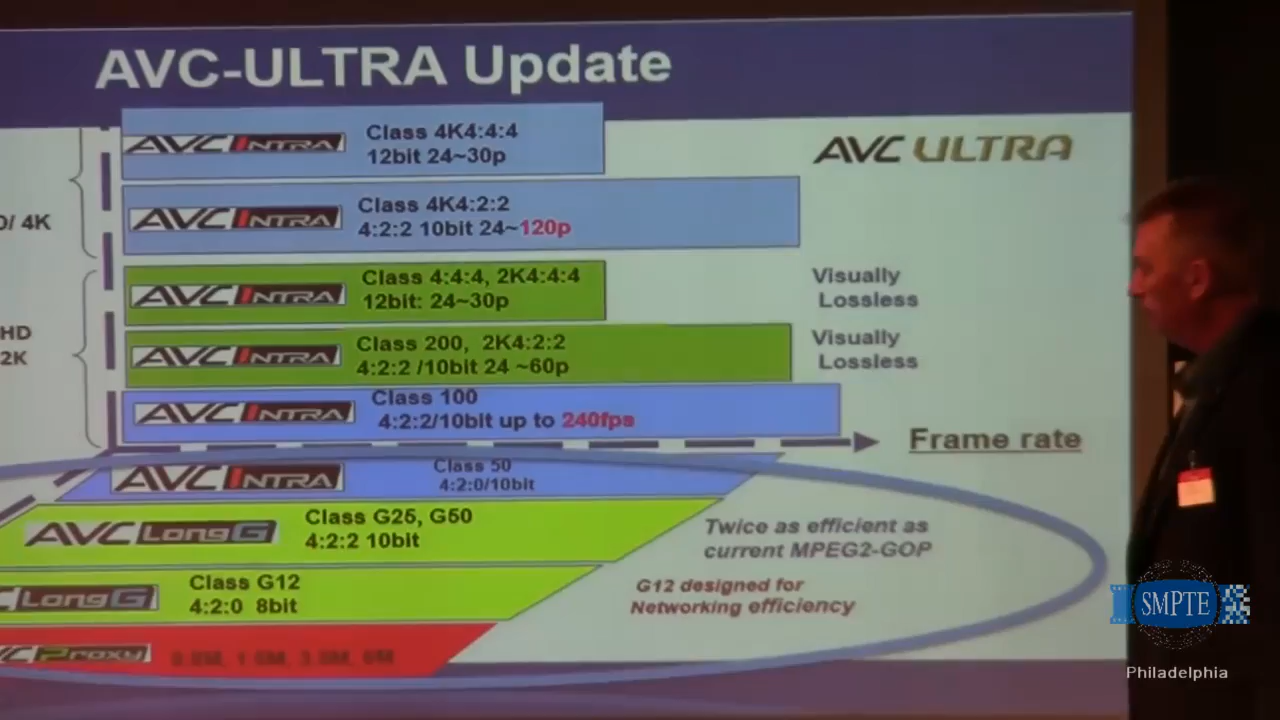 AVC-ULTRA Update
AVC INTRA Class 4K4:4:4
12bit 24~30p
AVC ULTRA
/ 4K
AVC INTRA Class 4K4:2:2
4:2:2 10bit 24~120p
AVC INTRA Class 4:4:4, 2K4:4:4
12bit: 24~30p
Visually
Lossless
HD
2K
AVC INTRA Class 200, 2K4:2:2
4:2:2 /10bit 24 ~60p
Visually
Lossless
AVC INTRA Class 100
4:2:2/10bit up to 240fps
Frame rate
AVC INTRA Class 50
4:2:0/10bit
AVC LongG Class G25, G50
4:2:2 10bit
Twice as efficient as
current MPEG2-GOP
C LongG Class G12
4:2:0 8bit
G12 designed for
Networking efficiency
VC Proxy
SMPTE
Philadelphia